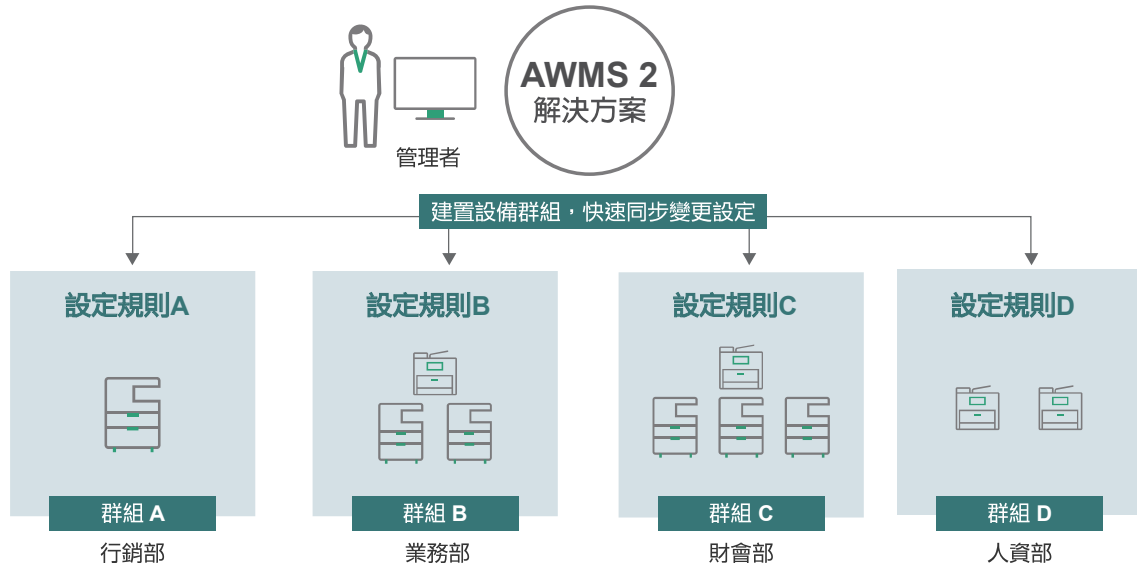 AWMS 2
解決方案
管理者
建置設備群組，快速同步變更設定
設定規則A
設定規則B
設定規則C
設定規則D
群組 A
群組 B
群組 C
群組 D
行銷部
業務部
財會部
人資部